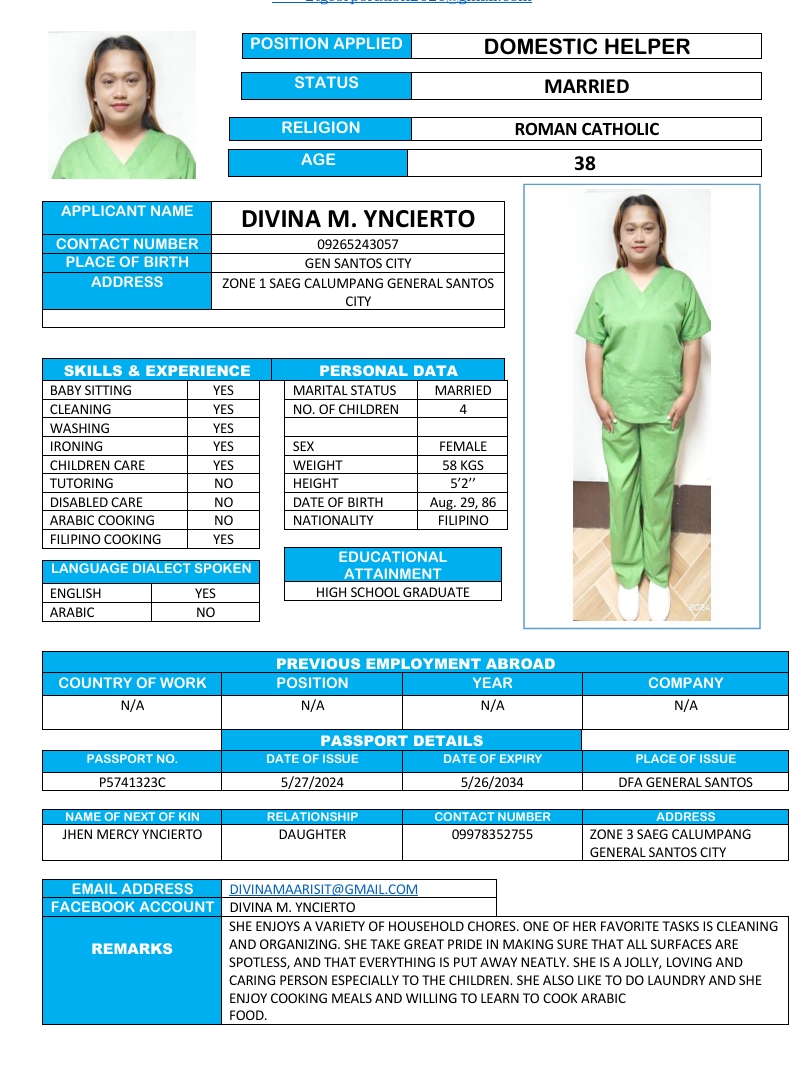 POSITION APPLIED DOMESTIC HELPER
STATUS MARRIED
RELIGION ROMAN CATHOLIC
AGE 38
APPLICANT NAME DIVINA M. YNCIERTO
CONTACT NUMBER 09265243057
PLACE OF BIRTH GEN SANTOS CITY
ADDRESS ZONE 1 SAEG CALUMPANG GENERAL SANTOS
CITY
SKILLS & EXPERIENCE PERSONAL DATA
BABY SITTING YES MARITAL STATUS MARRIED
CLEANING YES NO. OF CHILDREN 4
WASHING YES
IRONING YES SEX FEMALE
CHILDREN CARE YES WEIGHT 58 KGS
TUTORING NO HEIGHT 5’2’’
DISABLED CARE NO DATE OF BIRTH Aug. 29, 86
ARABIC COOKING NO NATIONALITY FILIPINO
FILIPINO COOKING YES
EDUCATIONAL
ATTAINMENT
HIGH SCHOOL GRADUATE
LANGUAGE DIALECT SPOKEN
ENGLISH YES
ARABIC NO
2024
PREVIOUS EMPLOYMENT ABROAD
COUNTRY OF WORK POSITION YEAR COMPANY
N/A N/A N/A N/A
PASSPORT DETAILS
PASSPORT NO. DATE OF ISSUE DATE OF EXPIRY PLACE OF ISSUE
P5741323C 5/27/2024 5/26/2034 DFA GENERAL SANTOS
NAME OF NEXT OF KIN RELATIONSHIP CONTACT NUMBER ADDRESS
JHEN MERCY YNCIERTO DAUGHTER 09978352755 ZONE 3 SAEG CALUMPANG
GENERAL SANTOS CITY
EMAIL ADDRESS DIVINAMAARISIT@GMAIL.COM
FACEBOOK ACCOUNT DIVINA M. YNCIERTO
REMARKS
SHE ENJOYS A VARIETY OF HOUSEHOLD CHORES. ONE OF HER FAVORITE TASKS IS CLEANING
AND ORGANIZING. SHE TAKE GREAT PRIDE IN MAKING SURE THAT ALL SURFACES ARE
SPOTLESS, AND THAT EVERYTHING IS PUT AWAY NEATLY. SHE IS A JOLLY, LOVING AND
CARING PERSON ESPECIALLY TO THE CHILDREN. SHE ALSO LIKE TO DO LAUNDRY AND SHE
ENJOY COOKING MEALS AND WILLING TO LEARN TO COOK ARABIC
FOOD.